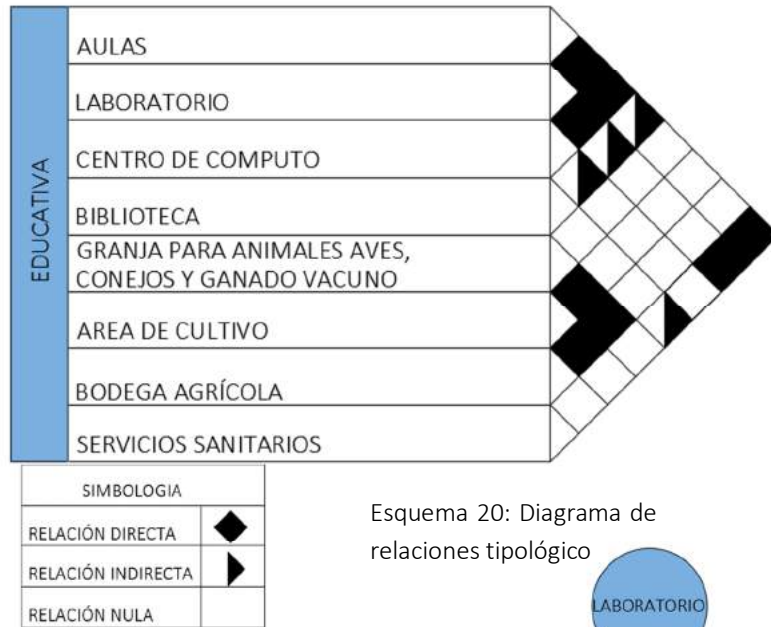 EDUCATIVA
AULAS
LABORATORIO
CENTRO DE COMPUTO
BIBLIOTECA
GRANJA PARA ANIMALES AVES,
CONEJOS Y GANADO VACUNO
AREA DE CULTIVO
BODEGA AGRÍCOLA
SERVICIOS SANITARIOS
SIMBOLOGIA
RELACIÓN DIRECTA
RELACIÓN INDIRECTA
RELACIÓN NULA
Esquema 20: Diagrama de
relaciones tipológico
LABORATORIO